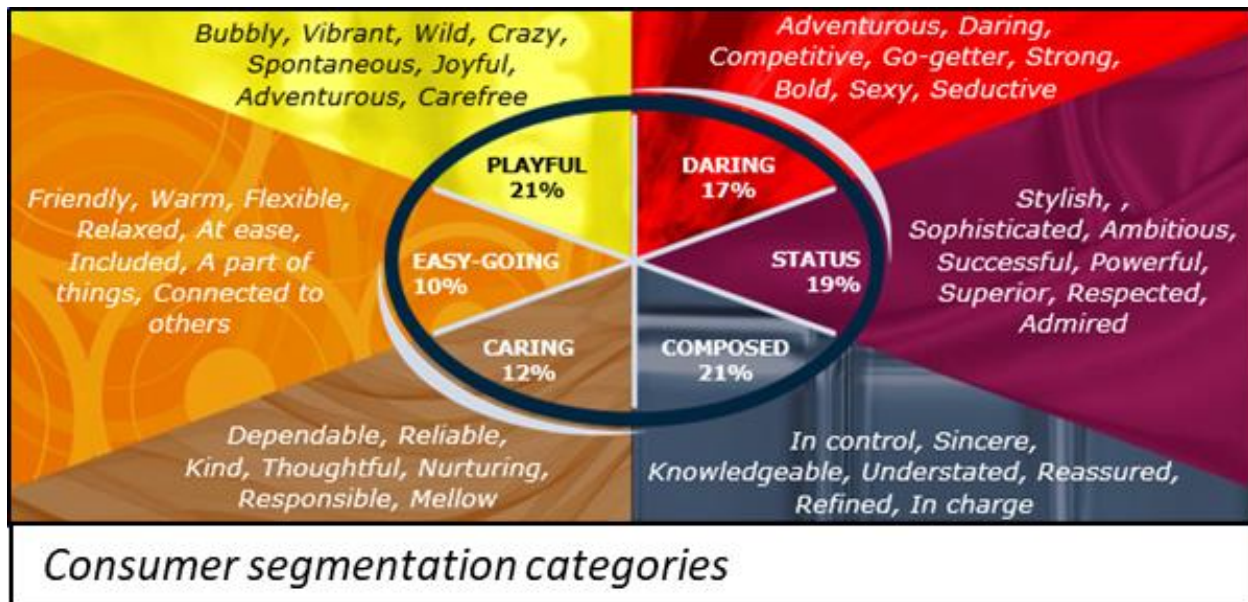 Bubbly, Vibrant, Wild, Crazy,
Spontaneous, Joyful,
Adventurous, Carefree
Adventurous, Daring,
Competitive, Go-getter, Strong,
Bold, Sexy, Seductive
PLAYFUL
21%
DARING
17%
Friendly, Warm, Flexible,
Relaxed, At ease,
Included, A part of
things, Connected to
others
EASY-GOING
10%
STATUS
19%
Stylish, ,
Sophisticated, Ambitious,
Successful, Powerful,
Superior, Respected,
Admired
CARING
12%
COMPOSED
21%
Dependable, Reliable,
Kind, Thoughtful, Nurturing,
Responsible, Mellow
In control, Sincere,
Knowledgeable, Understated, Reassured,
Refined, In charge
Consumer segmentation categories